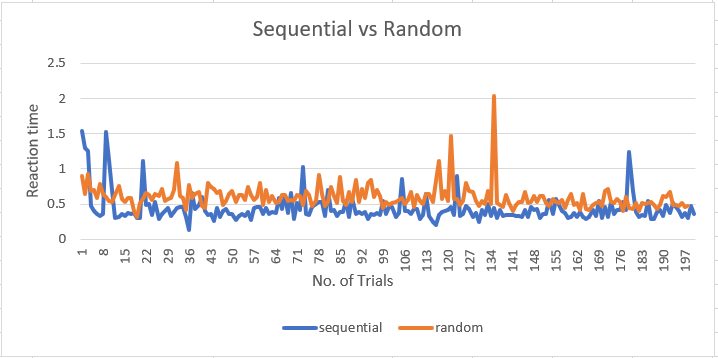 Sequential vs Random
2.5
2
1.5
1
0.5
0
Reaction time
1 8 15 22 29 36 43 50 57 64 71 78 85 92 99 106 113 120 127 134 141 148 155 162 169 176 183 190 197
No. of Trials
sequential random